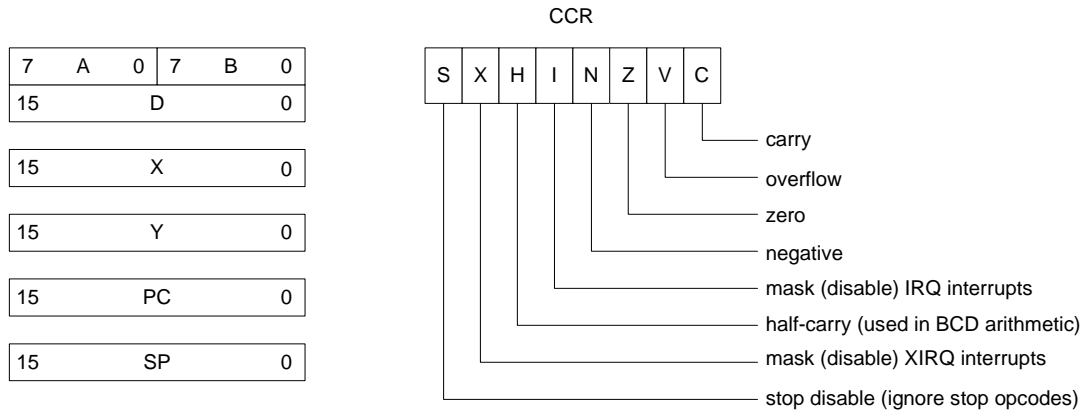 CCR
7 A 0 7 B 0
15 D 0
15 X 0
15 Y 0
15 PC 0
15 SP 0
S X H I N Z V C
carry
overflow
zero
negative
mask (disable) IRQ interrupts
half-carry (used in BCD arithmetic)
mask (disable) XIRQ interrupts
stop disable (ignore stop opcodes)